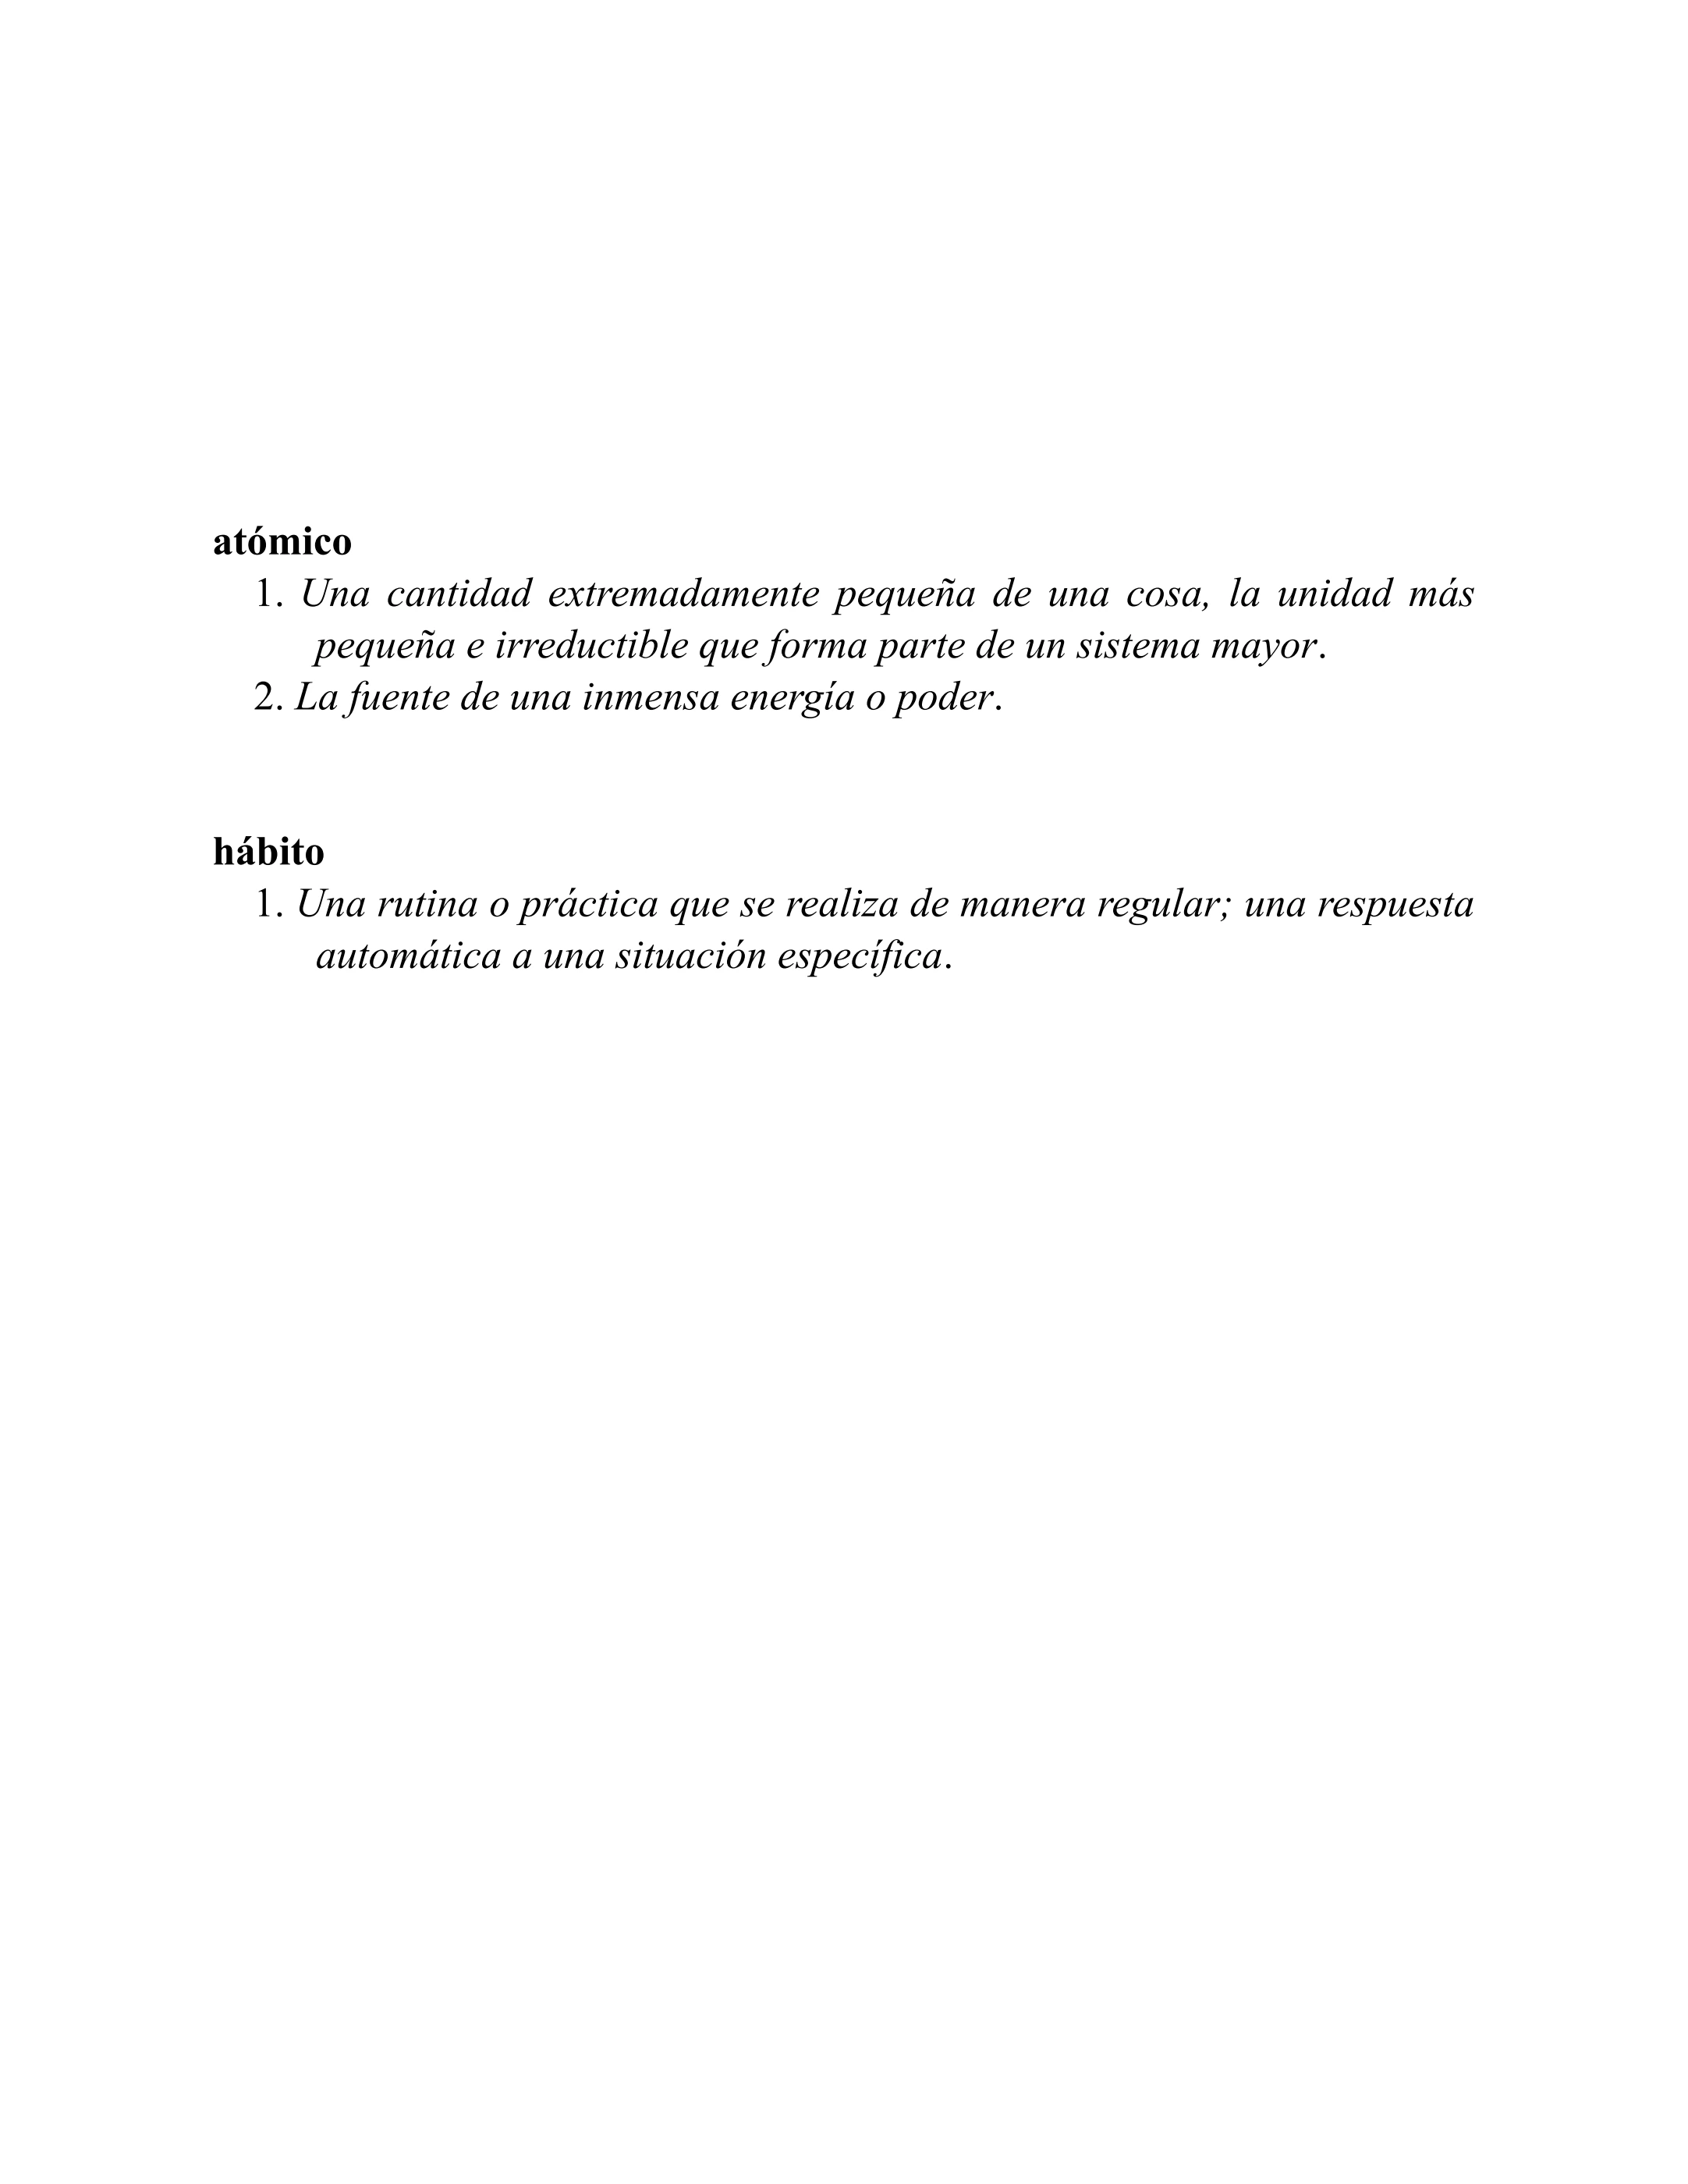 atómico
1. Una cantidad extremadamente pequeña de una cosa, la unidad más
pequeña e irreductible que forma parte de un sistema mayor.
2. La fuente de una inmensa energía o poder.
hábito
1. Una rutina o práctica que se realiza de manera regular; una respuesta
automática a una situación específica.